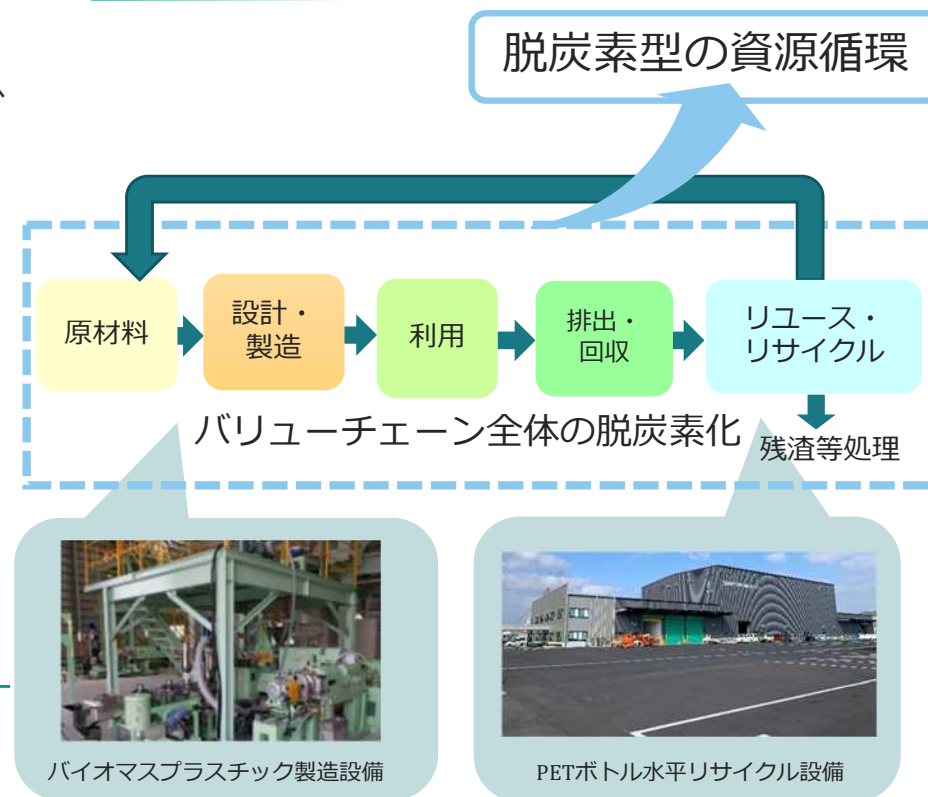 脱炭素型の資源循環
、
原材料
設計・
製造
利用
排出・
回収
リユース・
リサイクル
バリューチェーン全体の脱炭素化
残渣等処理
バイオマスプラスチック製造設備
PETボトル水平リサイクル設備